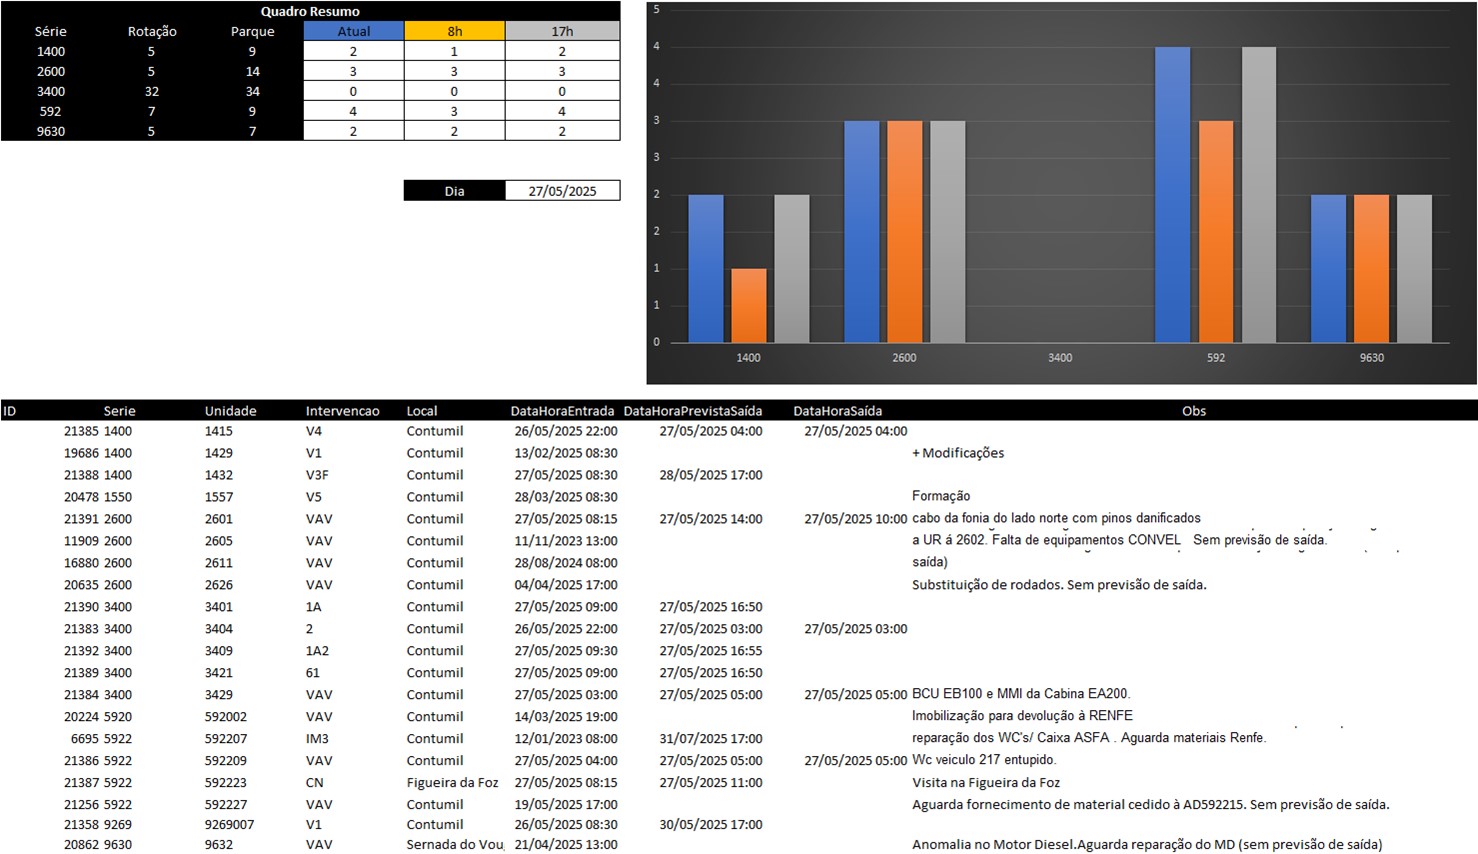 Quadro Resumo
Série Rotação Parque Atual 8h 17h
1400 5 9 2 1 2
2600 5 14 3 3 3
3400 32 34 0 0 0
592 7 9 4 3 4
9630 5 7 2 2 2
Dia 27/05/2025
5
4
4
3
3
2
2
1
1
0
1400 2600 3400 592 9630
ID Serie Unidade Intervencao Local DataHoraEntrada DataHoraPrevistaSaída DataHoraSaída Obs
21385 1400 1415 V4 Contumil 26/05/2025 22:00 27/05/2025 04:00 27/05/2025 04:00
19686 1400 1429 V1 Contumil 13/02/2025 08:30 + Modificações
21388 1400 1432 V3F Contumil 27/05/2025 08:30 28/05/2025 17:00
20478 1550 1557 V5 Contumil 28/03/2025 08:30 Formação
21391 2600 2601 VAV Contumil 27/05/2025 08:15 27/05/2025 14:00 27/05/2025 10:00 cabo da fonia do lado norte com pinos danificados
11909 2600 2605 VAV Contumil 11/11/2023 13:00 a UR á 2602. Falta de equipamentos CONVEL Sem previsão de saída.
16880 2600 2611 VAV Contumil 28/08/2024 08:00 saída)
20635 2600 2626 VAV Contumil 04/04/2025 17:00 Substituição de rodados. Sem previsão de saída.
21390 3400 3401 1A Contumil 27/05/2025 09:00 27/05/2025 16:50
21383 3400 3404 2 Contumil 26/05/2025 22:00 27/05/2025 03:00 27/05/2025 03:00
21392 3400 3409 1A2 Contumil 27/05/2025 09:30 27/05/2025 16:55
21389 3400 3421 61 Contumil 27/05/2025 09:00 27/05/2025 16:50
21384 3400 3429 VAV Contumil 27/05/2025 03:00 27/05/2025 05:00 27/05/2025 05:00 BCU EB100 e MMI da Cabina EA200.
20224 5920 592002 VAV Contumil 14/03/2025 19:00 Imobilização para devolução à RENFE
6695 5922 592207 IM3 Contumil 12/01/2023 08:00 31/07/2025 17:00 reparação dos WC's/ Caixa ASFA . Aguarda materiais Renfe.
21386 5922 592209 VAV Contumil 27/05/2025 04:00 27/05/2025 05:00 27/05/2025 05:00 Wc veiculo 217 entupido.
21387 5922 592223 CN Figueira da Foz 27/05/2025 08:15 27/05/2025 11:00 Visita na Figueira da Foz
21256 5922 592227 VAV Contumil 19/05/2025 17:00 Aguarda fornecimento de material cedido à AD592215. Sem previsão de saída.
21358 9269 9269007 V1 Contumil 26/05/2025 08:30 30/05/2025 17:00
20862 9630 9632 VAV Sernada do Vou 21/04/2025 13:00 Anomalia no Motor Diesel.Aguarda reparação do MD (sem previsão de saída)